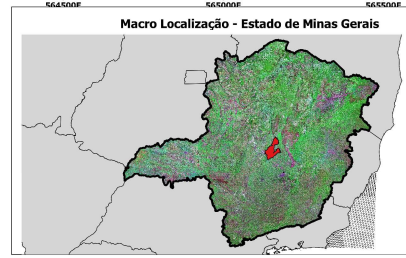 564500E 565000E 565500E
Macro Localização - Estado de Minas Gerais